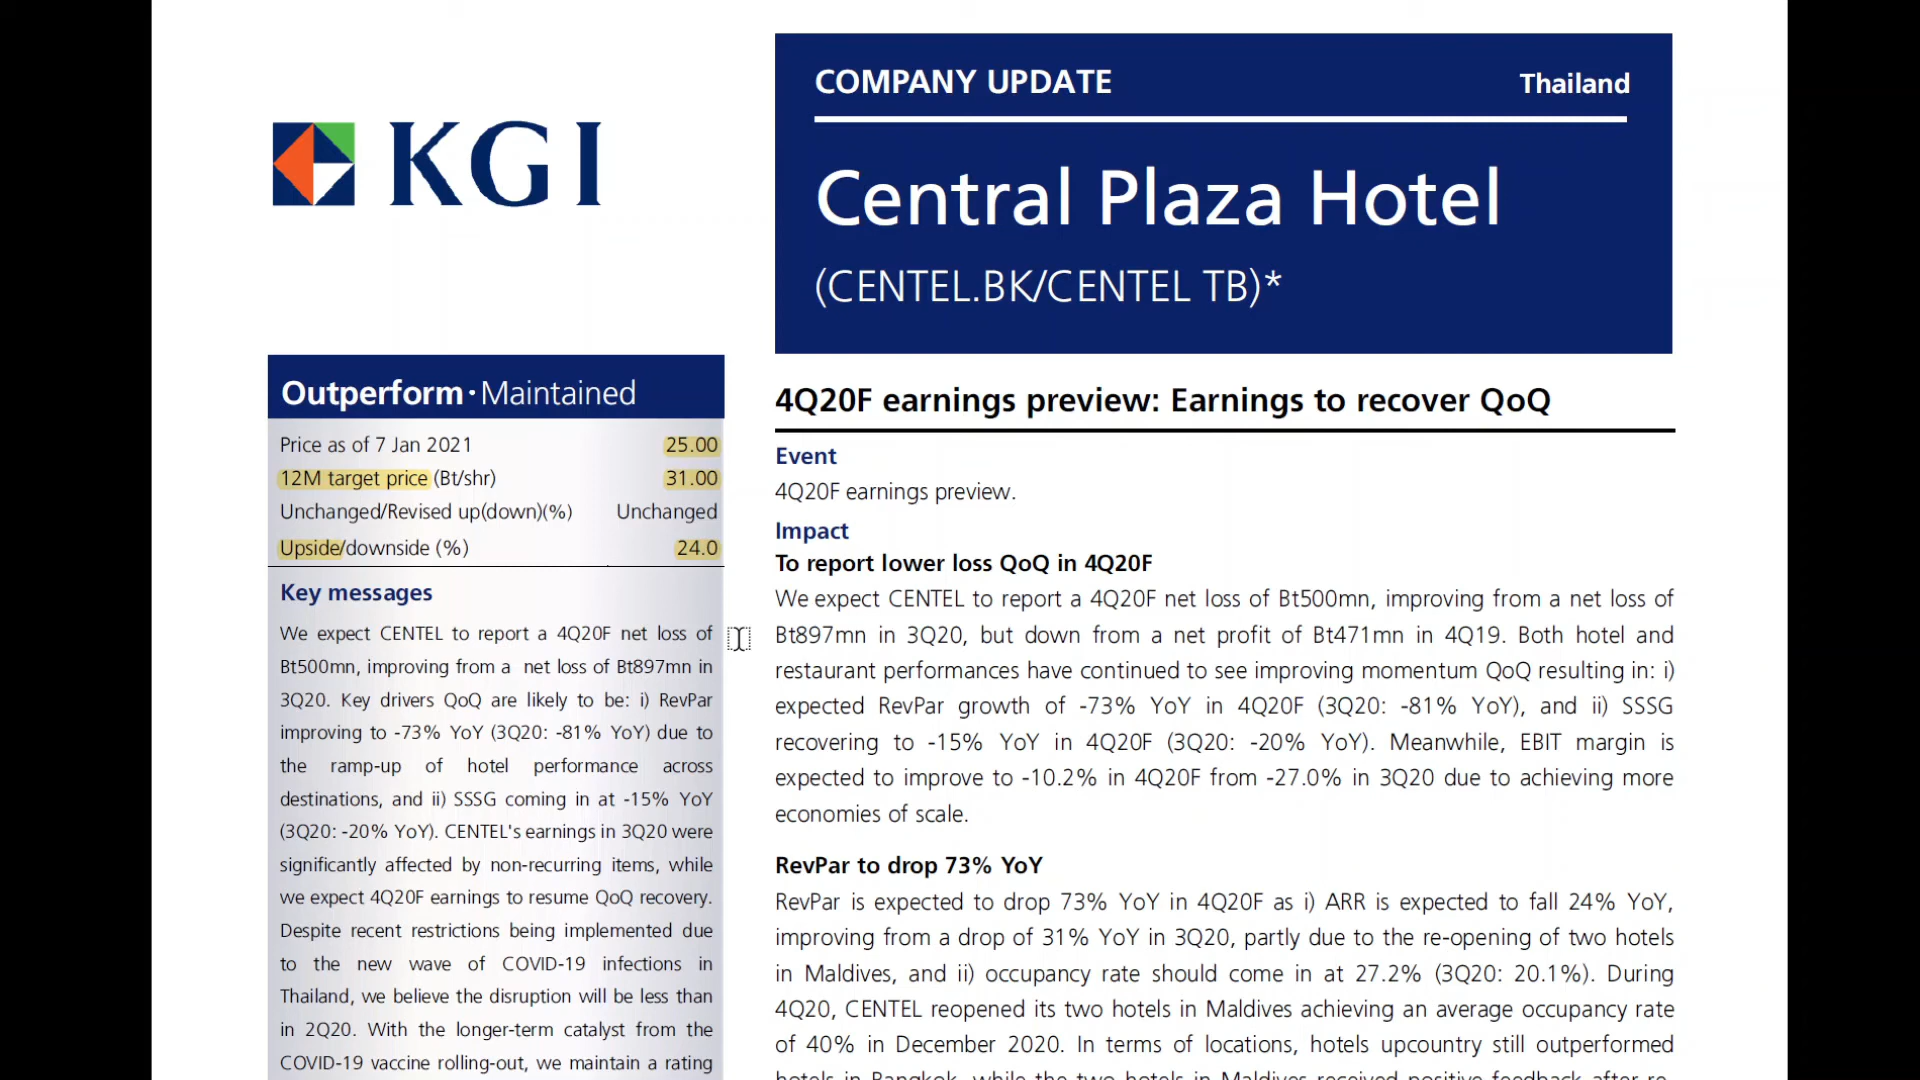 KGI
COMPANY UPDATE Thailand
Central Plaza Hotel
(CENTEL.BK/CENTEL TB)*
Outperform · Maintained
Price as of 7 Jan 2021 25.00
12M target price (Bt/shr) 31.00
Unchanged/Revised up(down)(%) Unchanged
Upside/downside (%) 24.0
Key messages
We expect CENTEL to report a 4Q20F net loss of
Bt500mn, improving from a net loss of Bt897mn in
3Q20. Key drivers QoQ are likely to be: i) RevPar
improving to -73% YoY (3Q20: -81% YoY) due to
the ramp-up of hotel performance across
destinations, and ii) SSSG coming in at -15% YoY
(3Q20: -20% YoY). CENTEL's earnings in 3Q20 were
significantly affected by non-recurring items, while
we expect 4Q20F earnings to resume QoQ recovery.
Despite recent restrictions being implemented due
to the new wave of COVID-19 infections in
Thailand, we believe the disruption will be less than
in 2Q20. With the longer-term catalyst from the
COVID-19 vaccine rolling-out, we maintain a rating
4Q20F earnings preview: Earnings to recover QoQ
Event
4Q20F earnings preview.
Impact
To report lower loss QoQ in 4Q20F
We expect CENTEL to report a 4Q20F net loss of Bt500mn, improving from a net loss of
Bt897mn in 3Q20, but down from a net profit of Bt471mn in 4Q19. Both hotel and
restaurant performances have continued to see improving momentum QoQ resulting in: i)
expected RevPar growth of -73% YoY in 4Q20F (3Q20: -81% YoY), and ii) SSSG
recovering to -15% YoY in 4Q20F (3Q20: -20% YoY). Meanwhile, EBIT margin is
expected to improve to -10.2% in 4Q20F from -27.0% in 3Q20 due to achieving more
economies of scale.
RevPar to drop 73% YoY
RevPar is expected to drop 73% YoY in 4Q20F as i) ARR is expected to fall 24% YoY,
improving from a drop of 31% YoY in 3Q20, partly due to the re-opening of two hotels
in Maldives, and ii) occupancy rate should come in at 27.2% (3Q20: 20.1%). During
4Q20, CENTEL reopened its two hotels in Maldives achieving an average occupancy rate
of 40% in December 2020. In terms of locations, hotels upcountry still outperformed
hotels in Bangkok, while the two hotels in Maldives received positive feedback after re-